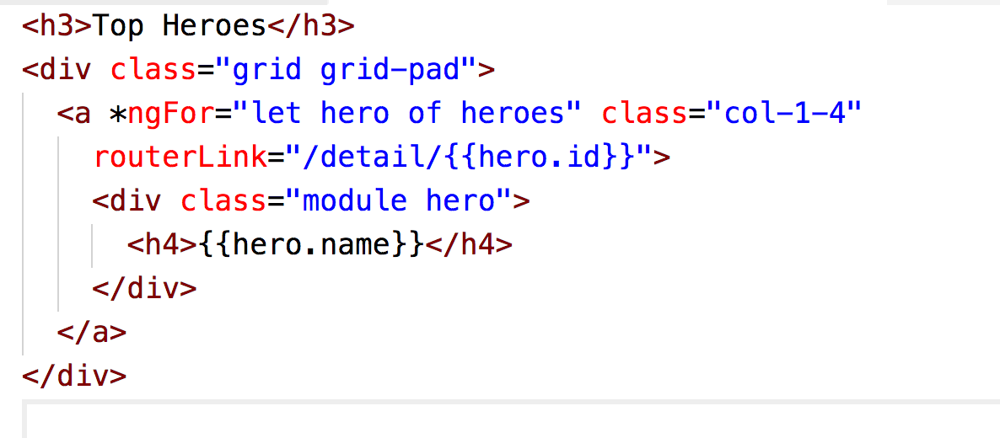 <h3>Top Heroes</h3>
<div class="grid grid-pad">
  <a *ngFor="let hero of heroes" class="col-1-4"
    routerLink="/detail/{{hero.id}}">
    <div class="module hero">
      <h4>{{hero.name}}</h4>
    </div>
  </a>
</div>